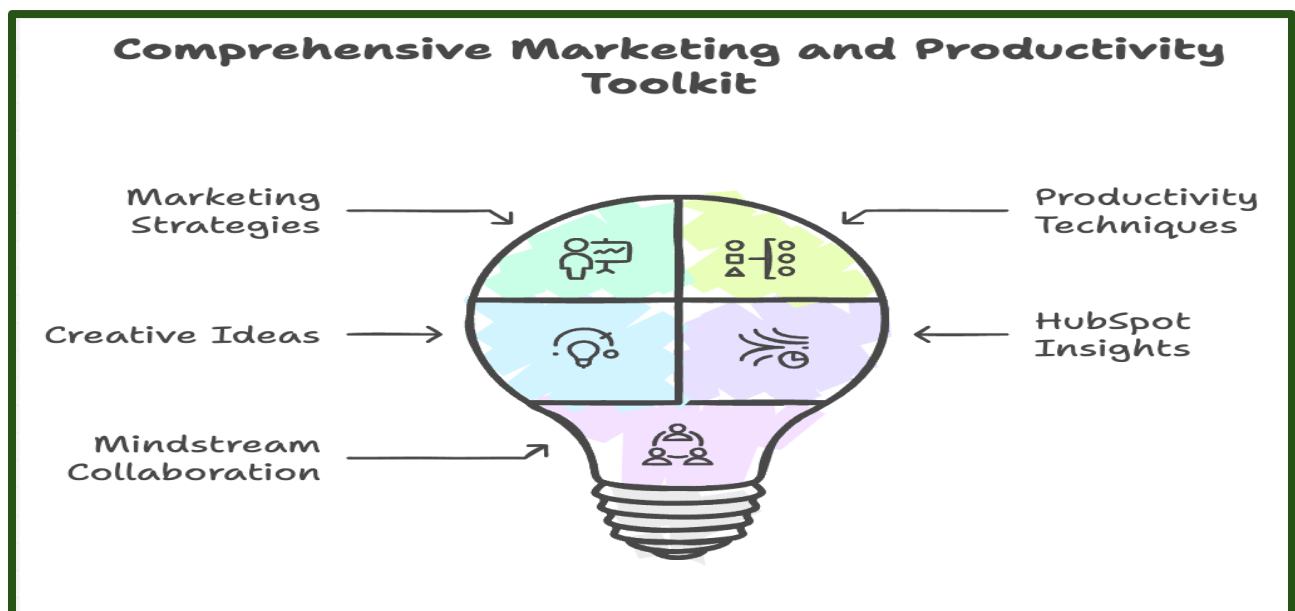 Comprehensive Marketing and Productivity
Toolkit
Marketing
Strategies
Productivity
Techniques
Creative Ideas
HubSpot
Insights
Mindstream
Collaboration